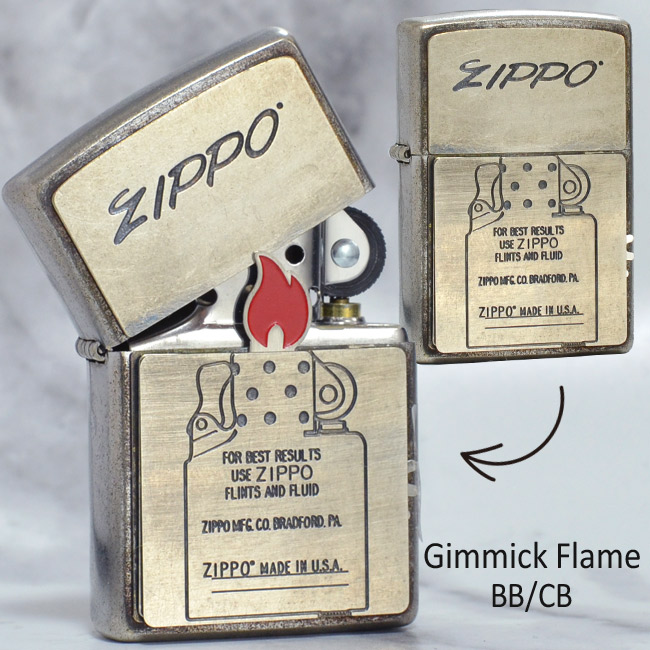 ZIPPO
FOR BEST RESULTS
USE ZIPPO
FLINTS AND FLUID
ZIPPO MFG. CO. BRADFORD. PA.
ZIPPO® MADE IN U.S.A.
ZIPPO
FOR BEST RESULTS
USE ZIPPO
FLINTS AND FLUID
ZIPPO MFG. CO. BRADFORD. PA.
ZIPPO® MADE IN U.S.A.
Gimmick Flame
BB/CB